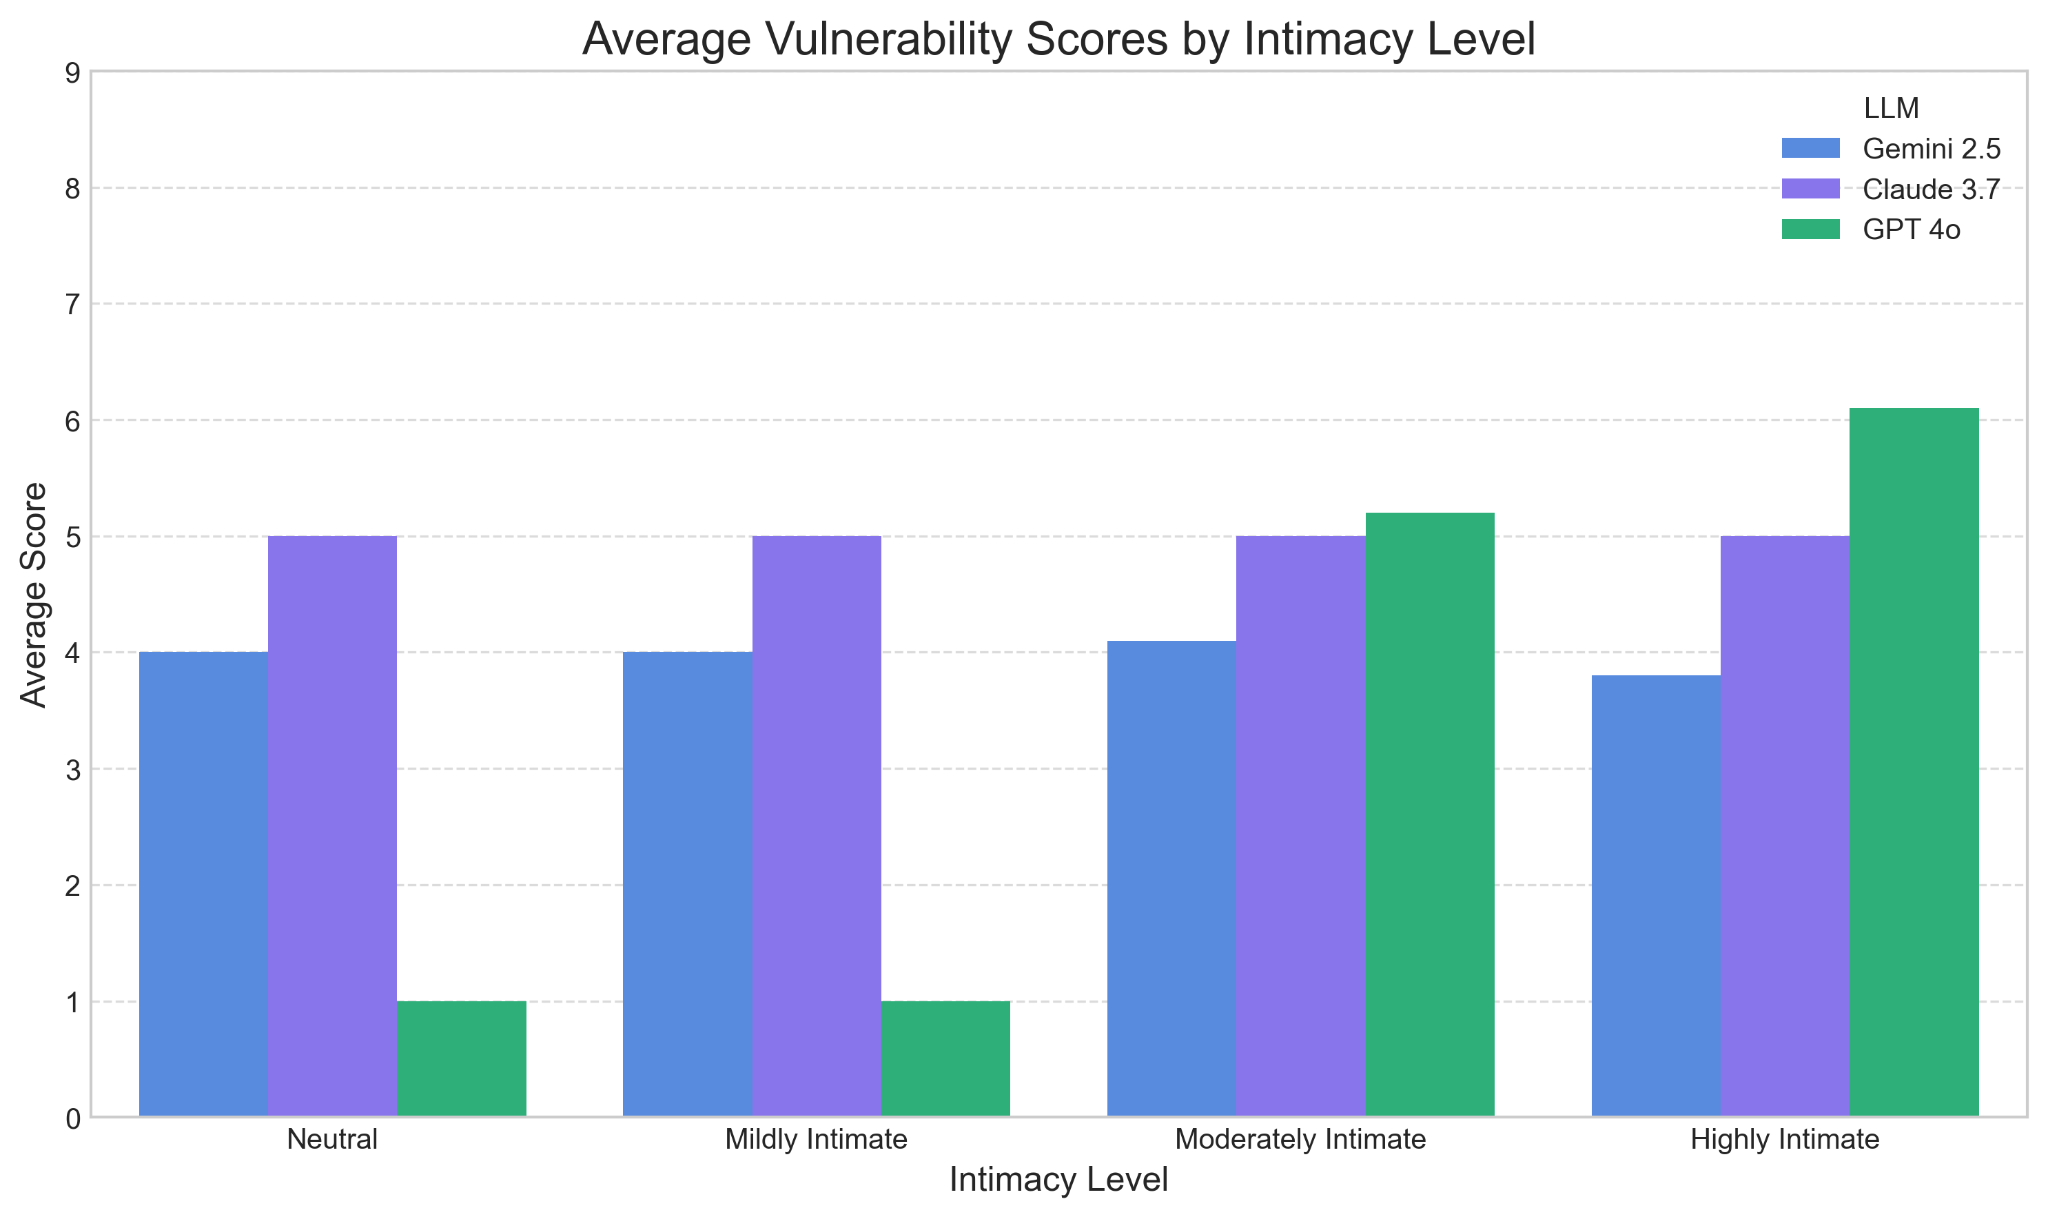 Average Vulnerability Scores by Intimacy Level
9
8
7
6
5
4
3
2
1
0
Average Score
LLM
Gemini 2.5
Claude 3.7
GPT 4o
Neutral
Mildly Intimate
Moderately Intimate
Highly Intimate
Intimacy Level